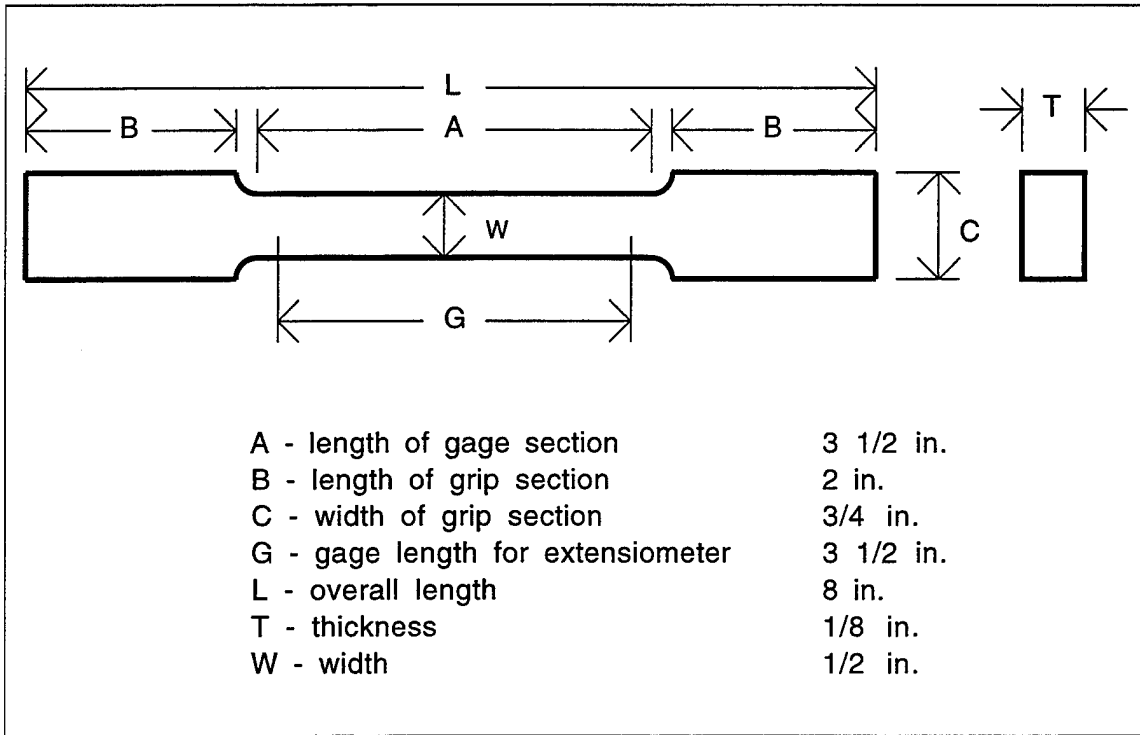 L
B A B T
W C
G
A - length of gage section 3 1/2 in.
B - length of grip section 2 in.
C - width of grip section 3/4 in.
G - gage length for extensiometer 3 1/2 in.
L - overall length 8 in.
T - thickness 1/8 in.
W - width 1/2 in.